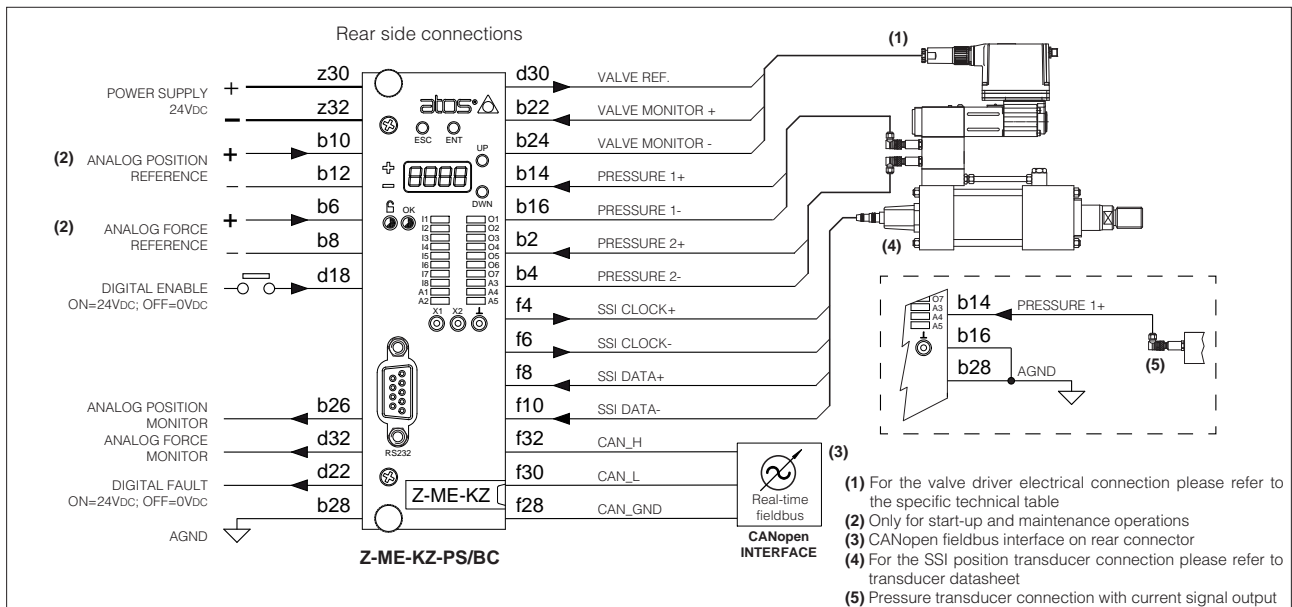 Rear side connections
POWER SUPPLY
24VDC
+
−
z30
z32
(2) ANALOG POSITION
REFERENCE
+
−
b10
b12
(2) ANALOG FORCE
REFERENCE
+
−
b6
b8
DIGITAL ENABLE
ON=24VDC; OFF=0VDC
d18
ANALOG POSITION
MONITOR
b26
ANALOG FORCE
MONITOR
d32
DIGITAL FAULT
ON=24VDC; OFF=0VDC
d22
AGND
b28
atos®
ESC ENT
UP
DWN
8888
OK
I1 O1
I2 O2
I3 O3
I4 O4
I5 O5
I6 O6
I7 O7
I8 A3
A1 A4
A2 A5
X1 X2
RS232
Z-ME-KZ
Z-ME-KZ-PS/BC
d30 VALVE REF.
b22 VALVE MONITOR +
b24 VALVE MONITOR -
b14 PRESSURE 1+
b16 PRESSURE 1-
b2 PRESSURE 2+
b4 PRESSURE 2-
f4 SSI CLOCK+
f6 SSI CLOCK-
f8 SSI DATA+
f10 SSI DATA-
f32 CAN_H
f30 CAN_L
f28 CAN_GND
Real-time
fieldbus
(3)
CANopen
INTERFACE
(1)
(4)
O7
A3
A4
A5
b14 PRESSURE 1+
b16
b28 AGND
(5)
(1) For the valve driver electrical connection please refer to
the specific technical table
(2) Only for start-up and maintenance operations
(3) CANopen fieldbus interface on rear connector
(4) For the SSI position transducer connection please refer to
transducer datasheet
(5) Pressure transducer connection with current signal output